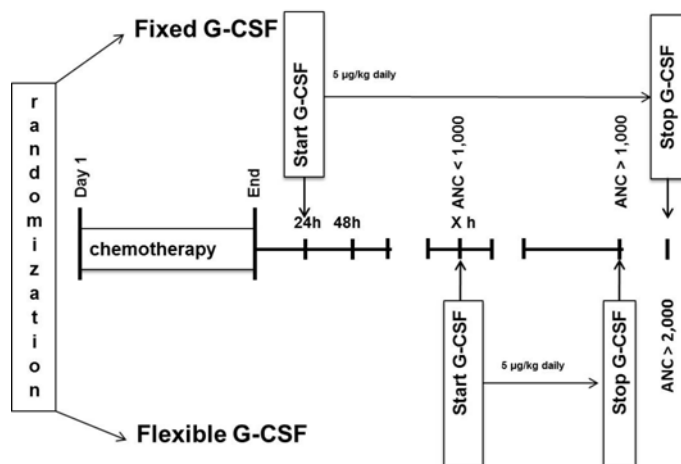 Fixed G-CSF
randomization
Start G-CSF
5 µg/kg daily
Stop G-CSF
Day 1
End
ANC < 1,000
ANC > 1,000
24h
48h
X h
chemotherapy
Start G-CSF
5 µg/kg daily
Stop G-CSF
ANC > 2,000
Flexible G-CSF